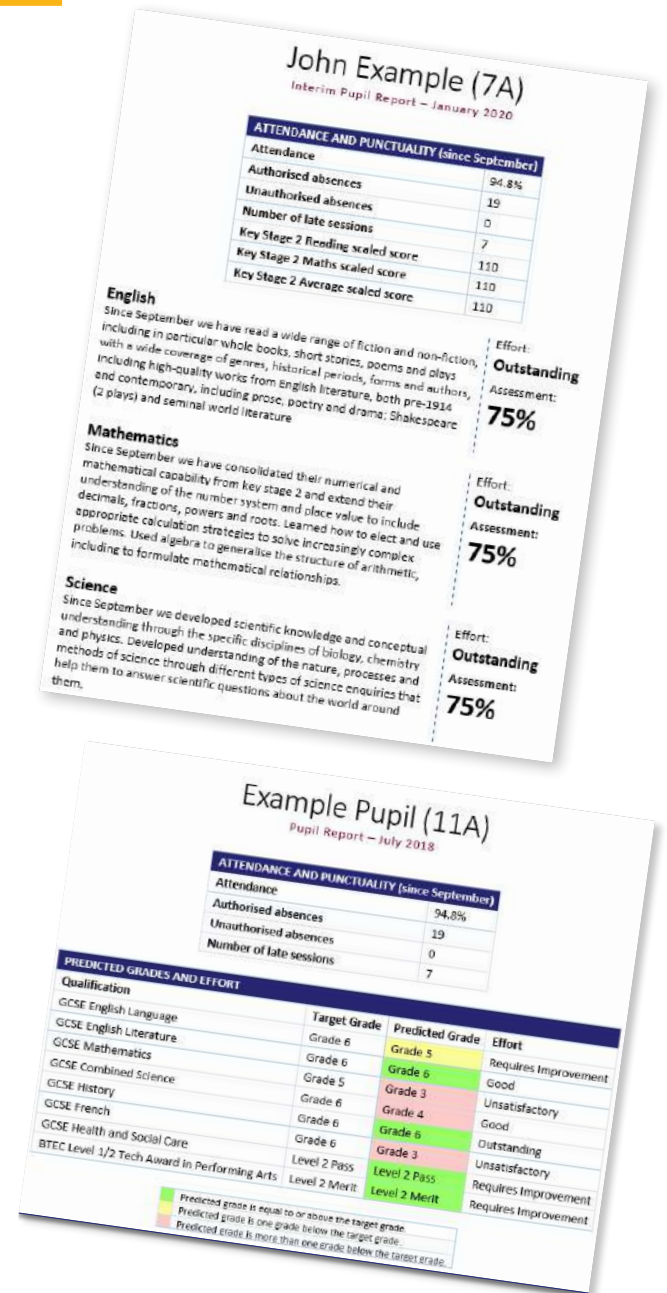 John Example (7A)
Interim Pupil Report – January 2020
ATTENDANCE AND PUNCTUALITY (since September)
Attendance 94.8%
Authorised absences 19
Unauthorised absences 0
Number of late sessions 7
Key Stage 2 Reading scaled score 110
Key Stage 2 Maths scaled score 110
Key Stage 2 Average scaled score 110
English
Since September we have read a wide range of fiction and non-fiction,
including in particular whole books, short stories, poems and plays
with a wide coverage of genres, historical periods, forms and authors,
including high-quality works from English literature, both pre-1914
and contemporary, including prose, poetry and drama; Shakespeare
(2 plays) and seminal world literature
Effort:
Outstanding
Assessment:
75%
Mathematics
Since September we have consolidated their numerical and
mathematical capability from key stage 2 and extend their
understanding of the number system and place value to include
decimals, fractions, powers and roots. Learned how to elect and use
appropriate calculation strategies to solve increasingly complex
problems. Used algebra to generalise the structure of arithmetic,
including to formulate mathematical relationships.
Effort:
Outstanding
Assessment:
75%
Science
Since September we developed scientific knowledge and conceptual
understanding through the specific disciplines of biology, chemistry
and physics. Developed understanding of the nature, processes and
methods of science through different types of science enquiries that
help them to answer scientific questions about the world around
them.
Effort:
Outstanding
Assessment:
75%
Example Pupil (11A)
Pupil Report – July 2018
ATTENDANCE AND PUNCTUALITY (since September)
Attendance 94.8%
Authorised absences 19
Unauthorised absences 0
Number of late sessions 7
PREDICTED GRADES AND EFFORT
Qualification Target Grade Predicted Grade Effort
GCSE English Language Grade 6 Grade 5 Requires Improvement
GCSE English Literature Grade 6 Grade 6 Good
GCSE Mathematics Grade 5 Grade 3 Unsatisfactory
GCSE Combined Science Grade 6 Grade 4 Good
GCSE History Grade 6 Grade 6 Outstanding
GCSE French Grade 6 Grade 3 Unsatisfactory
GCSE Health and Social Care Level 2 Pass Level 2 Pass Requires Improvement
BTEC Level 1/2 Tech Award in Performing Arts Level 2 Merit Level 2 Merit Requires Improvement
Predicted grade is equal to or above the target grade.
Predicted grade is one grade below the target grade.
Predicted grade is more than one grade below the target grade.